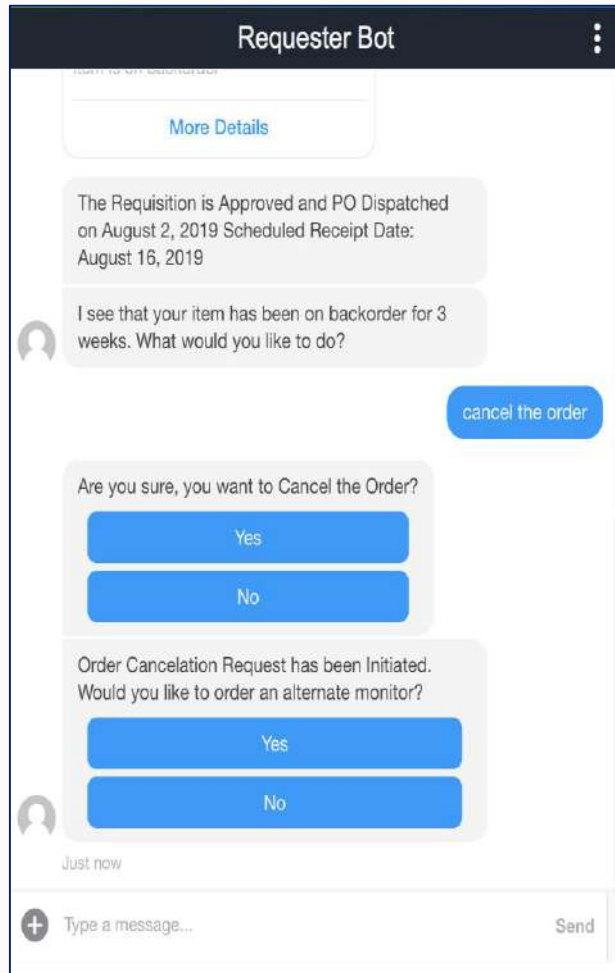 Requester Bot
More Details
The Requisition is Approved and PO Dispatched
on August 2, 2019 Scheduled Receipt Date:
August 16, 2019
I see that your item has been on backorder for 3
weeks. What would you like to do?
cancel the order
Are you sure, you want to Cancel the Order?
Yes
No
Order Cancelation Request has been Initiated.
Would you like to order an alternate monitor?
Yes
No
Just now
Type a message...
Send